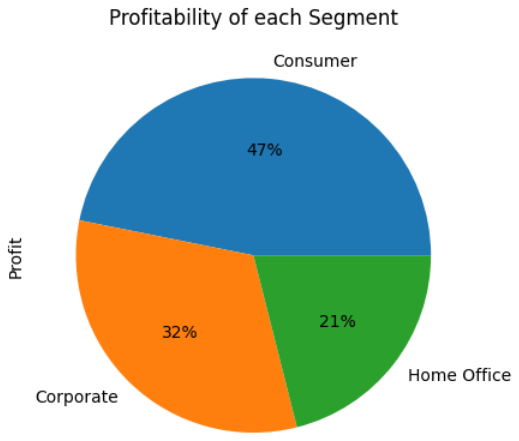 Profitability of each Segment
Consumer
47%
Profit
32%
21%
Home Office
Corporate